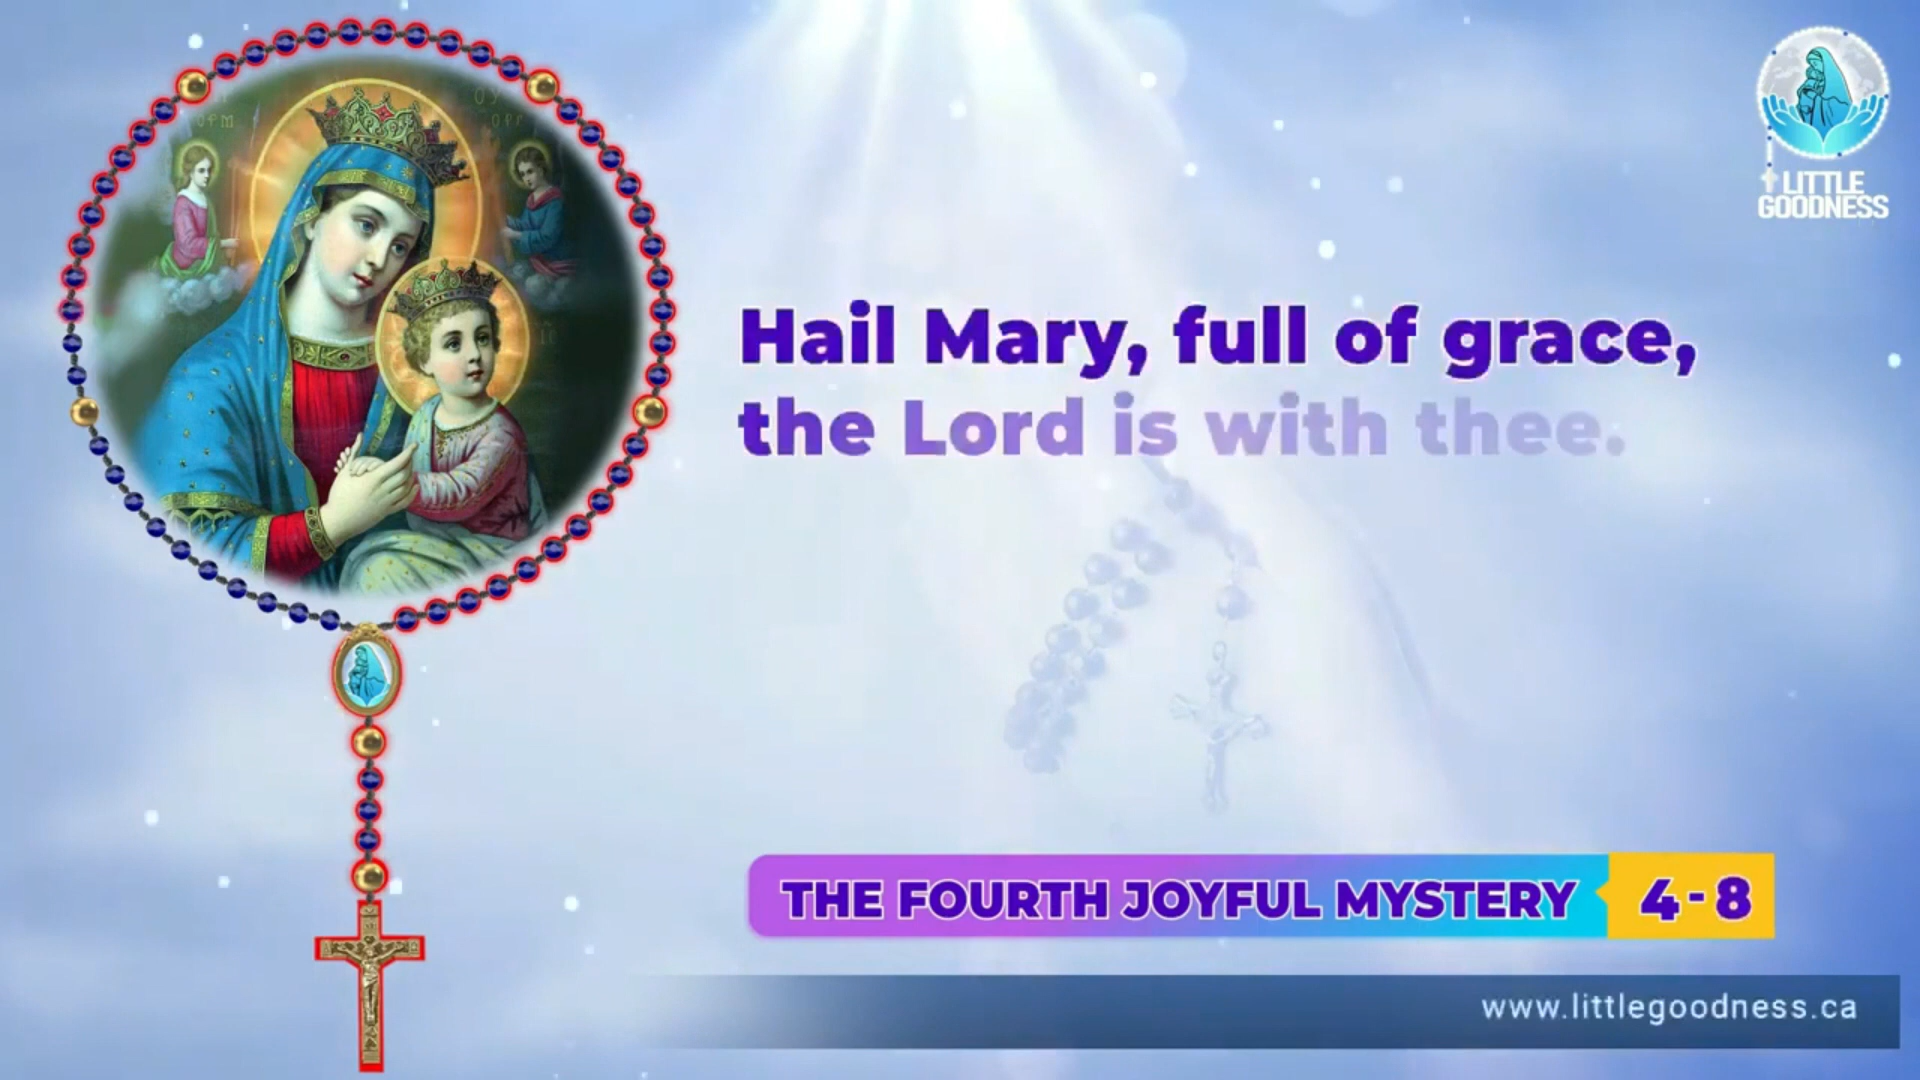 LITTLE
GOODNESS
Hail Mary, full of grace,
the Lord is with thee.
THE FOURTH JOYFUL MYSTERY 4-8
www.littlegoodness.ca